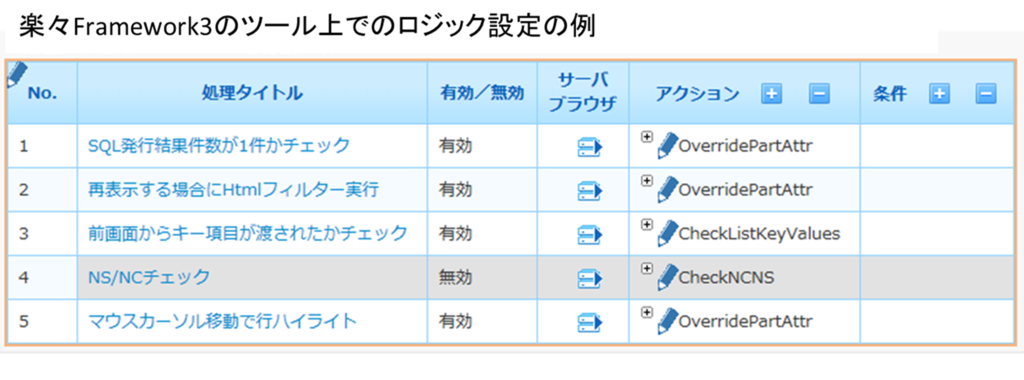 楽々Framework3のツール上でのロジック設定の例
No. 処理タイトル 有効／無効 サーバ ブラウザ アクション 条件
1 SQL発行結果件数が1件かチェック 有効 OverridePartAttr
2 再表示する場合にHtmlフィルター実行 有効 OverridePartAttr
3 前画面からキー項目が渡されたかチェック 有効 CheckListKeyValues
4 NS/NCチェック 無効 CheckNCNS
5 マウスカーソル移動で行ハイライト 有効 OverridePartAttr